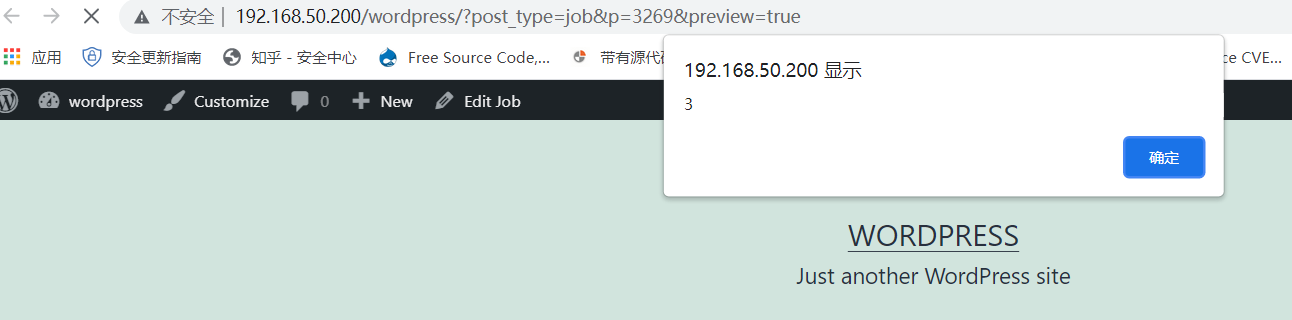 不安全 | 192.168.50.200/wordpress/?post_type=job&p=3269&preview=true
应用 安全更新指南 知乎 - 安全中心 Free Source Code,... 带有源代 ce CVE...
192.168.50.200 显示
3
确定
wordpress Customize 0 New Edit Job
WORDPRESS
Just another WordPress site